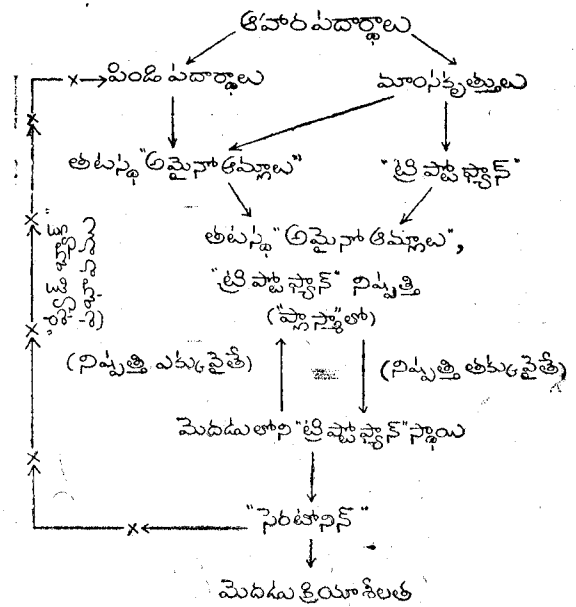 ఆహార పదార్థాలు
పిండి పదార్థాలు
మాంసకృత్తులు
తటస్థ "అమైనో ఆమ్లాలు"
"ట్రిప్టోఫ్యాన్"
తటస్థ "అమైనో ఆమ్లాలు",
"ట్రిప్టోఫ్యాన్" నిష్పత్తి
("ప్లాస్మా"లో)
(నిష్పత్తి ఎక్కువైతే)
(నిష్పత్తి తక్కువైతే)
మెదడులోని "ట్రిప్టోఫ్యాన్" స్థాయి
"సెరటోనిన్"
మెదడు క్రియాశీలత